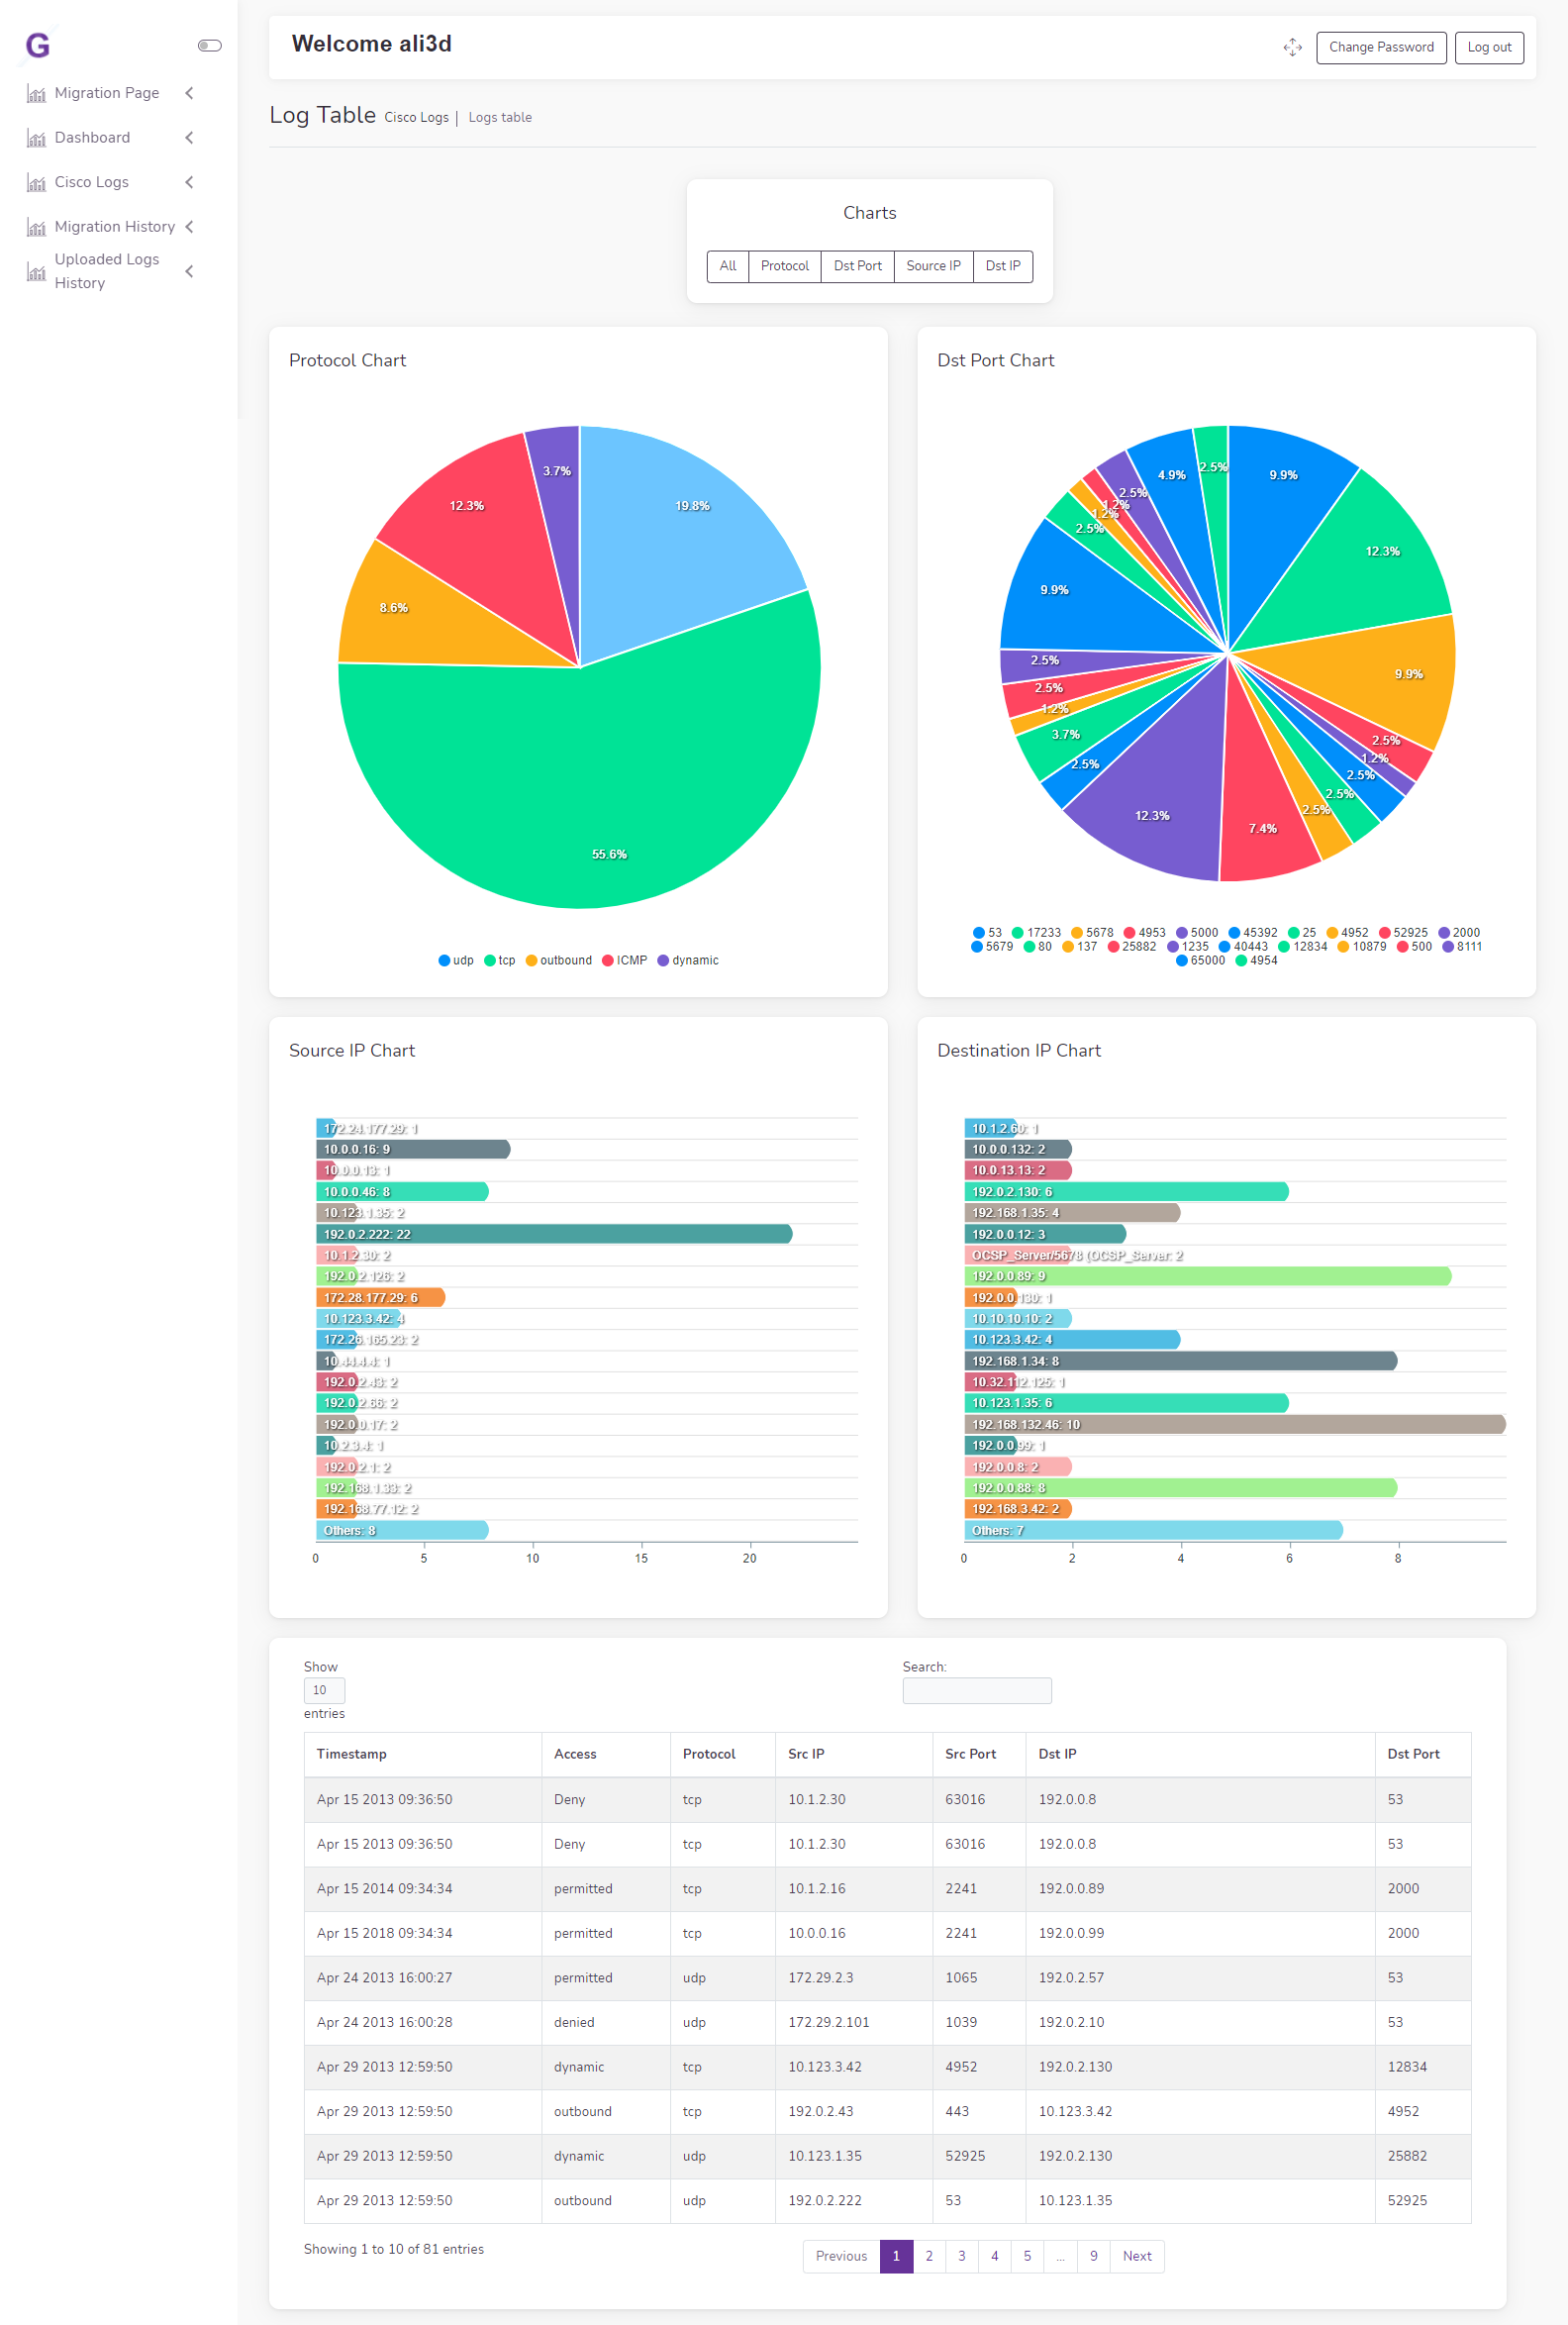 G
Welcome ali3d
Change Password
Log out
Migration Page
Dashboard
Cisco Logs
Migration History
Uploaded Logs
History
Log Table Cisco Logs | Logs table
Charts
All Protocol Dst Port Source IP Dst IP
Protocol Chart
3.7%
19.8%
12.3%
8.6%
55.6%
udp tcp outbound ICMP dynamic
Dst Port Chart
9.9%
12.3%
9.9%
2.5%
1.2%
2.5%
2.5%
2.5%
7.4%
12.3%
2.5%
3.7%
1.2%
2.5%
2.5%
9.9%
2.5%
1.2%
1.2%
2.5%
4.9%
2.5%
53 17233 5678 4953 5000 45392 25 4952 52925 2000
5679 80 137 25882 1235 40443 12834 10879 500 8111
65000 4954
Source IP Chart
172.24.177.29: 1
10.0.0.16: 9
10.0.0.13: 1
10.0.0.46: 8
10.123.1.35: 2
192.0.2.222: 22
10.1.2.30: 2
192.0.2.126: 2
172.28.177.29: 6
10.123.3.42: 4
172.26.165.23: 2
10.44.4.4: 1
192.0.2.43: 2
192.0.2.66: 2
192.0.0.17: 2
10.2.3.4: 1
192.0.2.1: 2
192.168.1.33: 2
192.168.77.12: 2
Others: 8
0 5 10 15 20
Destination IP Chart
10.1.2.60: 1
10.0.0.132: 2
10.0.13.13: 2
192.0.2.130: 6
192.168.1.35: 4
192.0.0.12: 3
OCSP_Server/5678 (OCSP_Server: 2
192.0.0.89: 9
192.0.0.130: 1
10.10.10.10: 2
10.123.3.42: 4
192.168.1.34: 8
10.32.112.125: 1
10.123.1.35: 6
192.168.132.46: 10
192.0.0.99: 1
192.0.0.8: 2
192.0.0.88: 8
192.168.3.42: 2
Others: 7
0 2 4 6 8
Show
10
entries
Search:
Timestamp Access Protocol Src IP Src Port Dst IP Dst Port
Apr 15 2013 09:36:50 Deny tcp 10.1.2.30 63016 192.0.0.8 53
Apr 15 2013 09:36:50 Deny tcp 10.1.2.30 63016 192.0.0.8 53
Apr 15 2014 09:34:34 permitted tcp 10.1.2.16 2241 192.0.0.89 2000
Apr 15 2018 09:34:34 permitted tcp 10.0.0.16 2241 192.0.0.99 2000
Apr 24 2013 16:00:27 permitted udp 172.29.2.3 1065 192.0.2.57 53
Apr 24 2013 16:00:28 denied udp 172.29.2.101 1039 192.0.2.10 53
Apr 29 2013 12:59:50 dynamic tcp 10.123.3.42 4952 192.0.2.130 12834
Apr 29 2013 12:59:50 outbound tcp 192.0.2.43 443 10.123.3.42 4952
Apr 29 2013 12:59:50 dynamic udp 10.123.1.35 52925 192.0.2.130 25882
Apr 29 2013 12:59:50 outbound udp 192.0.2.222 53 10.123.1.35 52925
Showing 1 to 10 of 81 entries
Previous 1 2 3 4 5 ... 9 Next